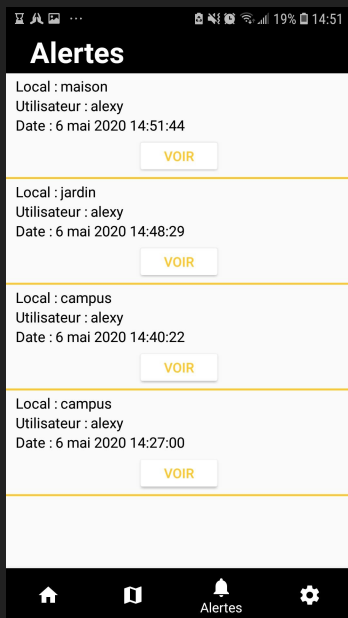 19% 14:51
Alertes
Local : maison
Utilisateur : alexy
Date : 6 mai 2020 14:51:44
VOIR
Local : jardin
Utilisateur : alexy
Date : 6 mai 2020 14:48:29
VOIR
Local : campus
Utilisateur : alexy
Date : 6 mai 2020 14:40:22
VOIR
Local : campus
Utilisateur : alexy
Date : 6 mai 2020 14:27:00
VOIR
Alertes